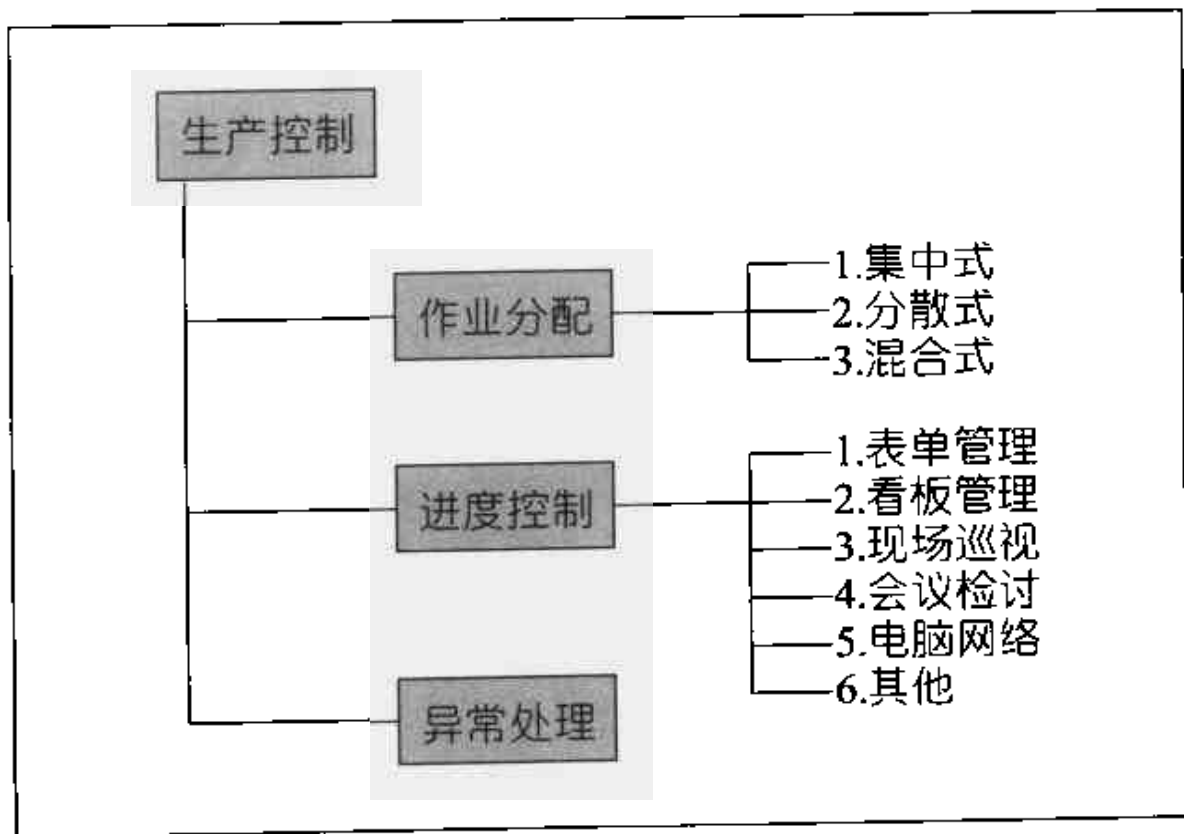 生产控制
作业分配
1.集中式
2.分散式
3.混合式
进度控制
1.表单管理
2.看板管理
3.现场巡视
4.会议检讨
5.电脑网络
6.其他
异常处理